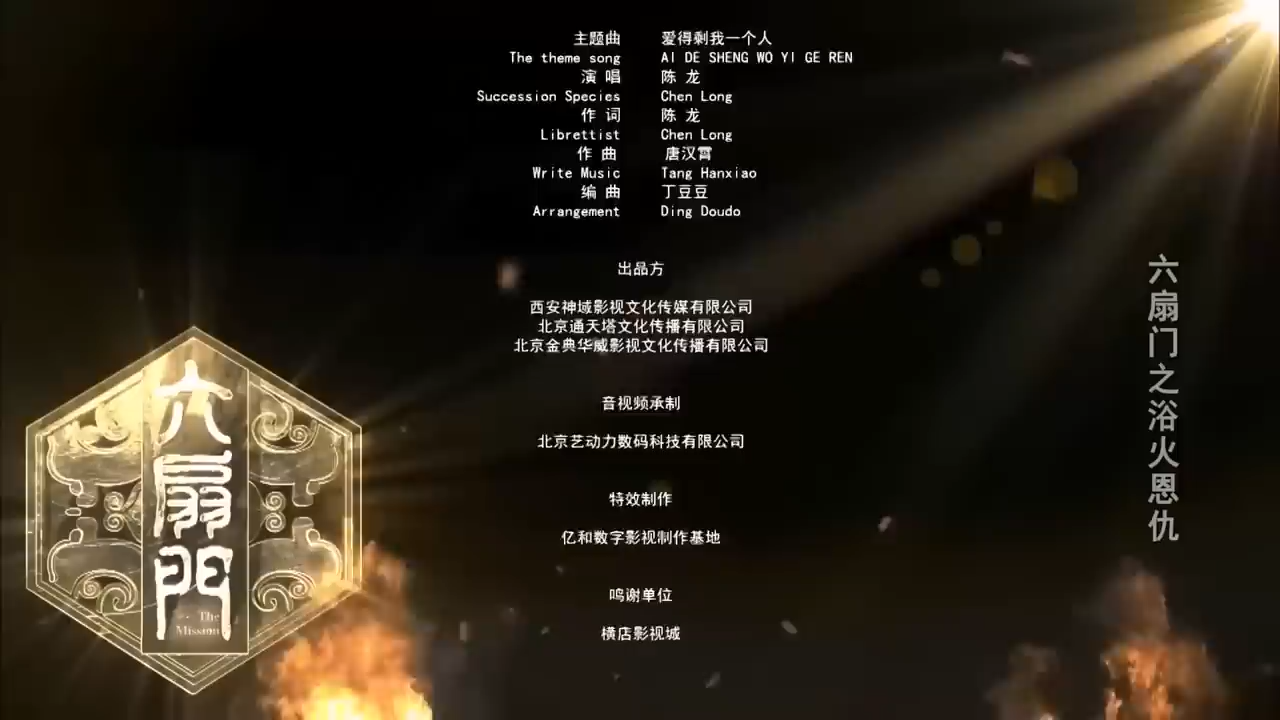 主题曲 爱得剩我一个人
The theme song AI DE SHENG WO YI GE REN
演 唱 陈 龙
Succession Species Chen Long
作 词 陈 龙
Librettist Chen Long
作 曲 唐汉霄
Write Music Tang Hanxiao
编 曲 丁豆豆
Arrangement Ding Doudo
出品方
西安神域影视文化传媒有限公司
北京通天塔文化传播有限公司
北京金典华威影视文化传播有限公司
音视频承制
北京艺动力数码科技有限公司
特效制作
亿和数字影视制作基地
鸣谢单位
横店影视城
六扇門
The
Mission
六扇门之浴火恩仇